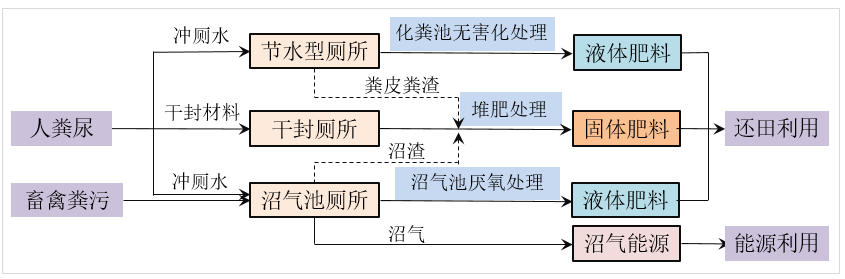 冲厕水
节水型厕所
化粪池无害化处理
液体肥料
粪皮粪渣
人粪尿
干封材料
干封厕所
堆肥处理
固体肥料
还田利用
沼渣
畜禽粪污
冲厕水
沼气池厕所
沼气池厌氧处理
液体肥料
沼气
沼气能源
能源利用